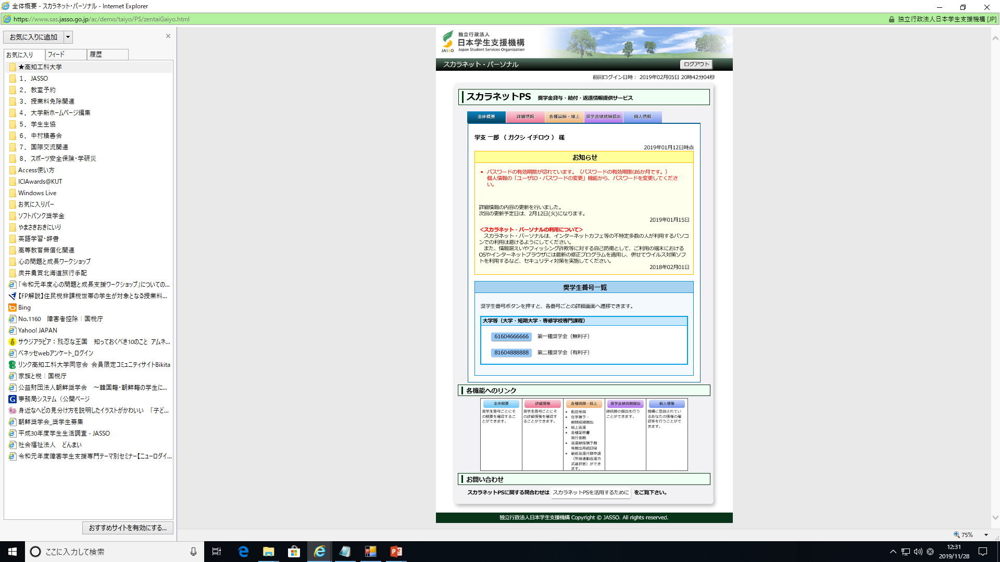 全体概要 - スカラネット・パーソナル - Internet Explorer
https://www.sas.jasso.go.jp/ac/demo/taiyo/PS/zentaiGaiyo.html
独立行政法人日本学生支援機構 [JP]
お気に入りに追加
お気に入り
フィード
履歴
★高知工科大学
１．JASSO
２．教室予約
３．授業料免除関連
４．大学新ホームページ編集
５．学生生協
６．中村積善会
７．国際交流関連
８．スポーツ安全保険・学研災
Access使い方
ICIAwards@KUT
Windows Live
お気に入りバー
ソフトバンク奨学金
やまさきおきにいり
英語学習・辞書
高等教育無償化関連
心の問題と成長ワークショップ
廣井勇賞北海道旅行手配
「令和元年度心の問題と成長支援ワークショップ」についての...
【FP解説】住民税非課税世帯の学生が対象となる授業料...
Bing
No.1160　障害者控除｜国税庁
Yahoo! JAPAN
サウジアラビア：残忍な王国　知っておくべき10のこと アムネ...
ベネッセwebアンケート_ログイン
リンク高知工科大学同窓会 会員限定コミュニティサイトBikita
家族と税｜国税庁
公益財団法人朝鮮奨学会　～韓国籍・朝鮮籍の学生に...
事務局システム（公開ページ
身近なヘビの見分け方を説明したイラストがかわいい　「子ど...
朝鮮奨学会_奨学生募集
平成30年度学生生活調査 - JASSO
社会福祉法人　どんまい
令和元年度障害学生支援専門テーマ別セミナー【ニューロダイ...
おすすめサイトを有効にする...
JASSO
独立行政法人
日本学生支援機構
Japan Student Services Organization
スカラネット・パーソナル
ログアウト
前回ログイン日時： 2019年02月05日 20時42分04秒
スカラネットPS 奨学金貸与・給付・返還情報提供サービス
全体概要
詳細情報
各種届願・繰上
奨学金継続願提出
個人情報
学支 一郎 （ ガクシ イチロウ ） 様
2019年01月12日時点
お知らせ
パスワードの有効期限が切れています。（パスワードの有効期限は6か月です。）
個人情報の「ユーザID・パスワードの変更」機能から、パスワードを変更してくださ
い。
詳細情報の内容の更新を行いました。
次回の更新予定日は、2月12日(火)になります。
2019年01月15日
＜スカラネット・パーソナルの利用について＞
スカラネット・パーソナルは、インターネットカフェ等の不特定多数の人が利用するパソコ
ンでの利用は避けるようにしてください。
また、情報漏えいやフィッシング詐欺等に対する自己防衛として、ご利用の端末における
OSやインターネットブラウザには最新の修正プログラムを適用し、併せてウイルス対策ソフ
トを利用するなど、セキュリティ対策を実施してください。
2018年02月01日
奨学生番号一覧
奨学生番号ボタンを押すと、各番号ごとの詳細画面へ遷移できます。
大学等（大学・短期大学・専修学校専門課程）
61604666666 第一種奨学金（無利子）
81604888888 第二種奨学金（有利子）
各機能へのリンク
全体概要
奨学生番号ごとにそ
の概要を確認するこ
とができます。
詳細情報
奨学生番号ごとにそ
の詳細情報を確認す
ることができます。
各種届願・繰上
転居等届
在学猶予・
期間短縮願出
繰上返還
各種証明書
発行依頼
返還期限猶予願
等願出用紙印刷
最低返還月額申請
（所得連動返還方
式選択者）ができ
ます。
奨学金継続願提出
継続願の提出を行う
ことができます。
個人情報
機構に登録されてい
るあなたの情報の確
認等を行うことがで
きます。
お問い合わせ
スカラネットPSに関する問合わせは スカラネットPSを活用するために をご覧下さい。
独立行政法人日本学生支援機構 Copyright © JASSO. All rights reserved.
75%
ここに入力して検索
12:31
2019/11/28